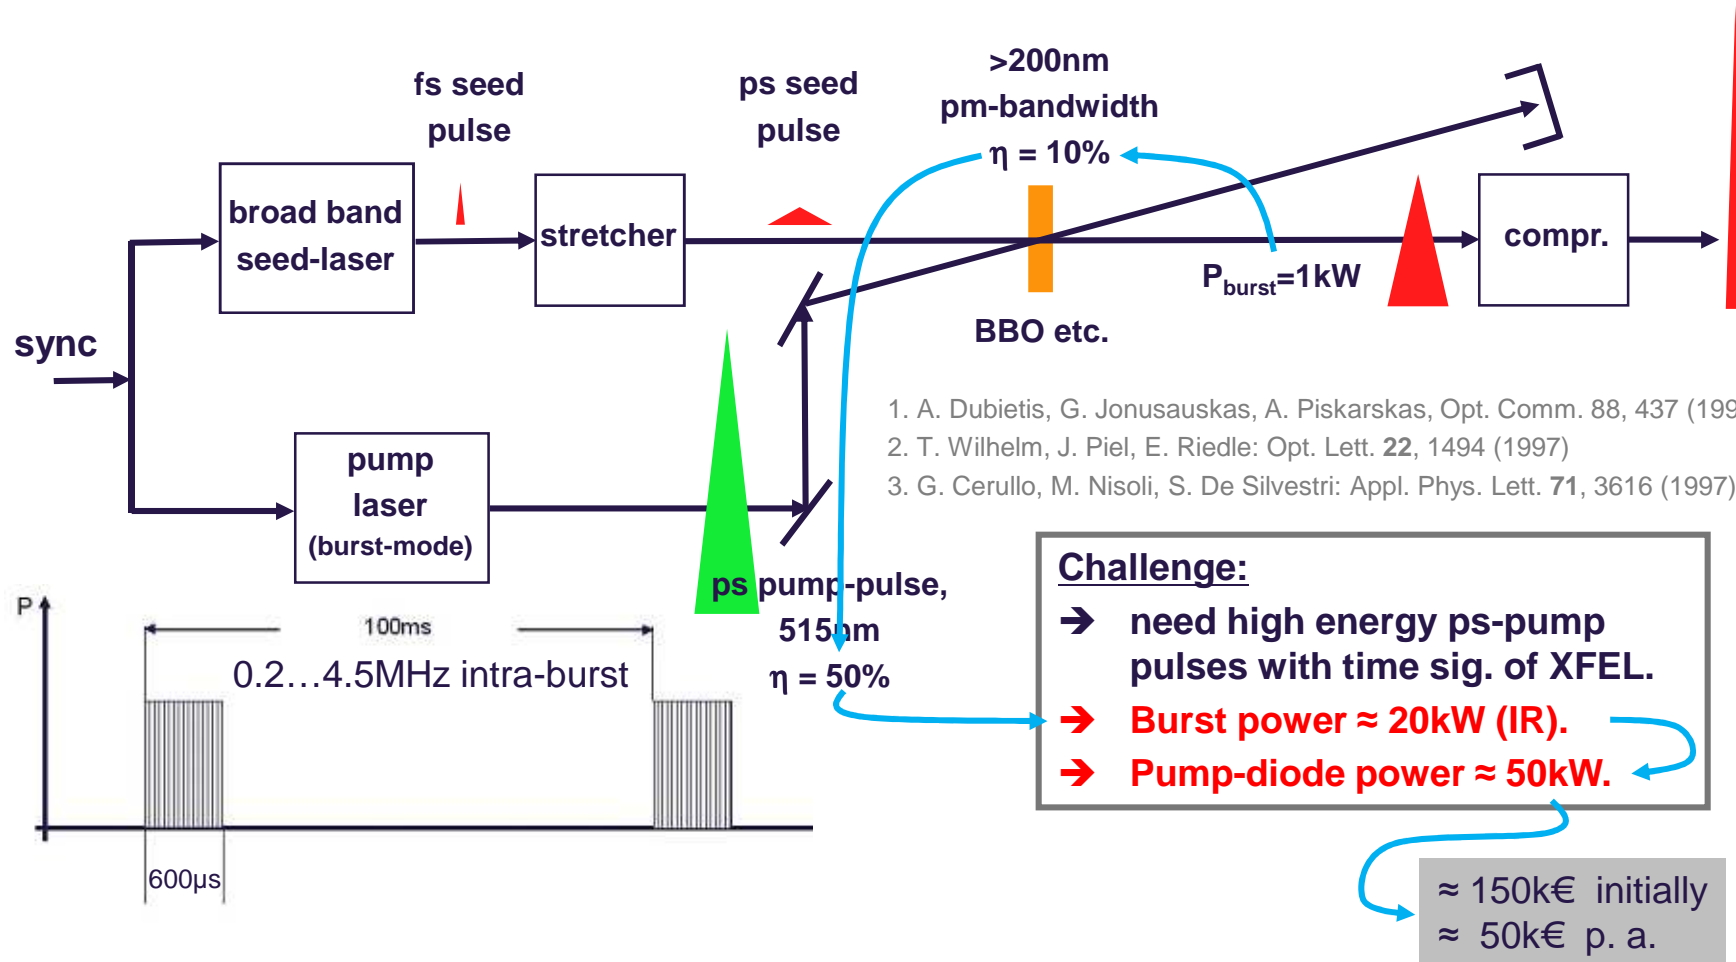 fs seed
pulse
ps seed
pulse
>200nm
pm-bandwidth
η = 10%
broad band
seed-laser
stretcher
compr.
P_burst=1kW
BBO etc.
sync
1. A. Dubietis, G. Jonusauskas, A. Piskarskas, Opt. Comm. 88, 437 (199
2. T. Wilhelm, J. Piel, E. Riedle: Opt. Lett. 22, 1494 (1997)
3. G. Cerullo, M. Nisoli, S. De Silvestri: Appl. Phys. Lett. 71, 3616 (1997)
pump
laser
(burst-mode)
ps pump-pulse,
515nm
η = 50%
P
100ms
0.2…4.5MHz intra-burst
600µs
Challenge:
➔ need high energy ps-pump
pulses with time sig. of XFEL.
➔ Burst power ≈ 20kW (IR).
➔ Pump-diode power ≈ 50kW.
≈ 150k€ initially
≈ 50k€ p. a.